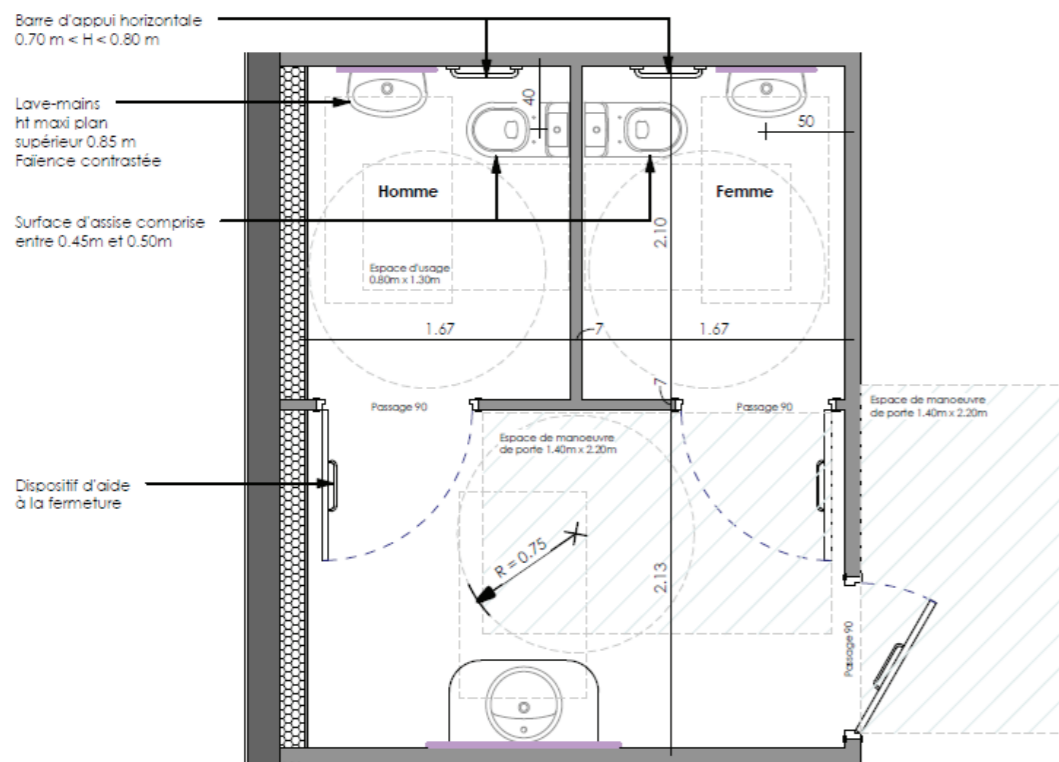 Barre d'appui horizontale
0.70 m < H < 0.80 m
Lave-mains
ht maxi plan
supérieur 0.85 m
Faïence contrastée
40
50
Homme
Femme
Surface d'assise comprise
entre 0.45m et 0.50m
2.10
Espace d'usage
0.80m x 1.30m
1.67
7
1.67
7
Passage 90
Passage 90
Espace de manoeuvre
de porte 1.40m x 2.20m
Espace de manoeuvre
de porte 1.40m x 2.20m
Dispositif d'aide
à la fermeture
R = 0.75
2.13
Passage 90